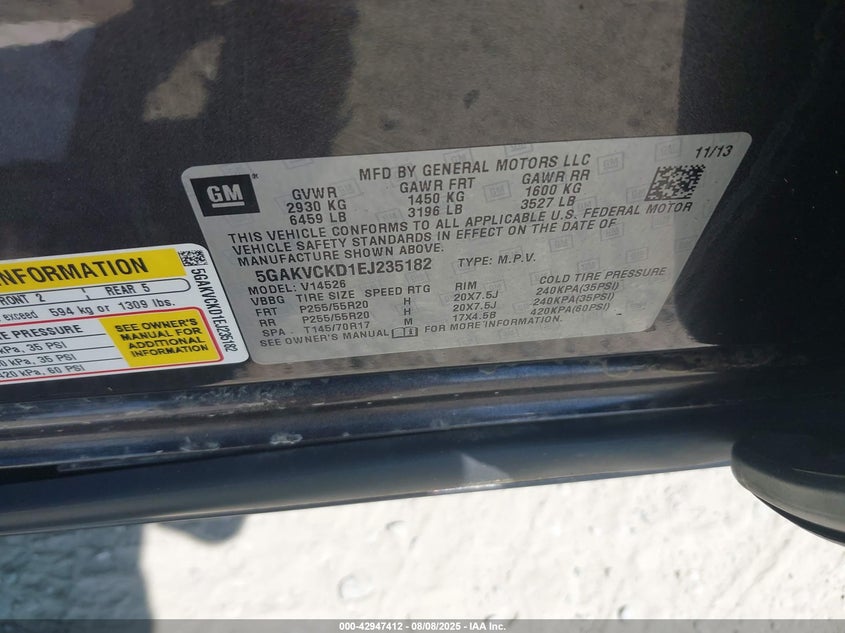 GM
MFD BY GENERAL MOTORS LLC
11/13
GVWR GAWR FRT GAWR RR
2930 KG 1450 KG 1600 KG
6459 LB 3196 LB 3527 LB
THIS VEHICLE CONFORMS TO ALL APPLICABLE U.S. FEDERAL MOTOR
VEHICLE SAFETY STANDARDS IN EFFECT ON THE DATE OF
MANUFACTURE SHOWN ABOVE.
5GAKVCKD1EJ235182 TYPE: M.P.V.
MODEL: V14526
VBBG TIRE SIZE SPEED RTG RIM COLD TIRE PRESSURE
FRT P255/55R20 H 20X7.5J 240KPA(35PSI)
RR P255/55R20 H 20X7.5J 240KPA(35PSI)
SPA T145/70R17 M 17X4.5B 420KPA(60PSI)
SEE OWNER'S MANUAL FOR MORE INFORMATION.
INFORMATION
FRONT 2 REAR 5
exceed 594 kg or 1309 lbs.
PRESSURE
kPa, 35 PSI
kPa, 35 PSI
420 kPa, 60 PSI
SEE OWNER'S
MANUAL FOR
ADDITIONAL
INFORMATION
5GAKVCKD1EJ235182
000-42947412 - 08/08/2025 - IAA Inc.